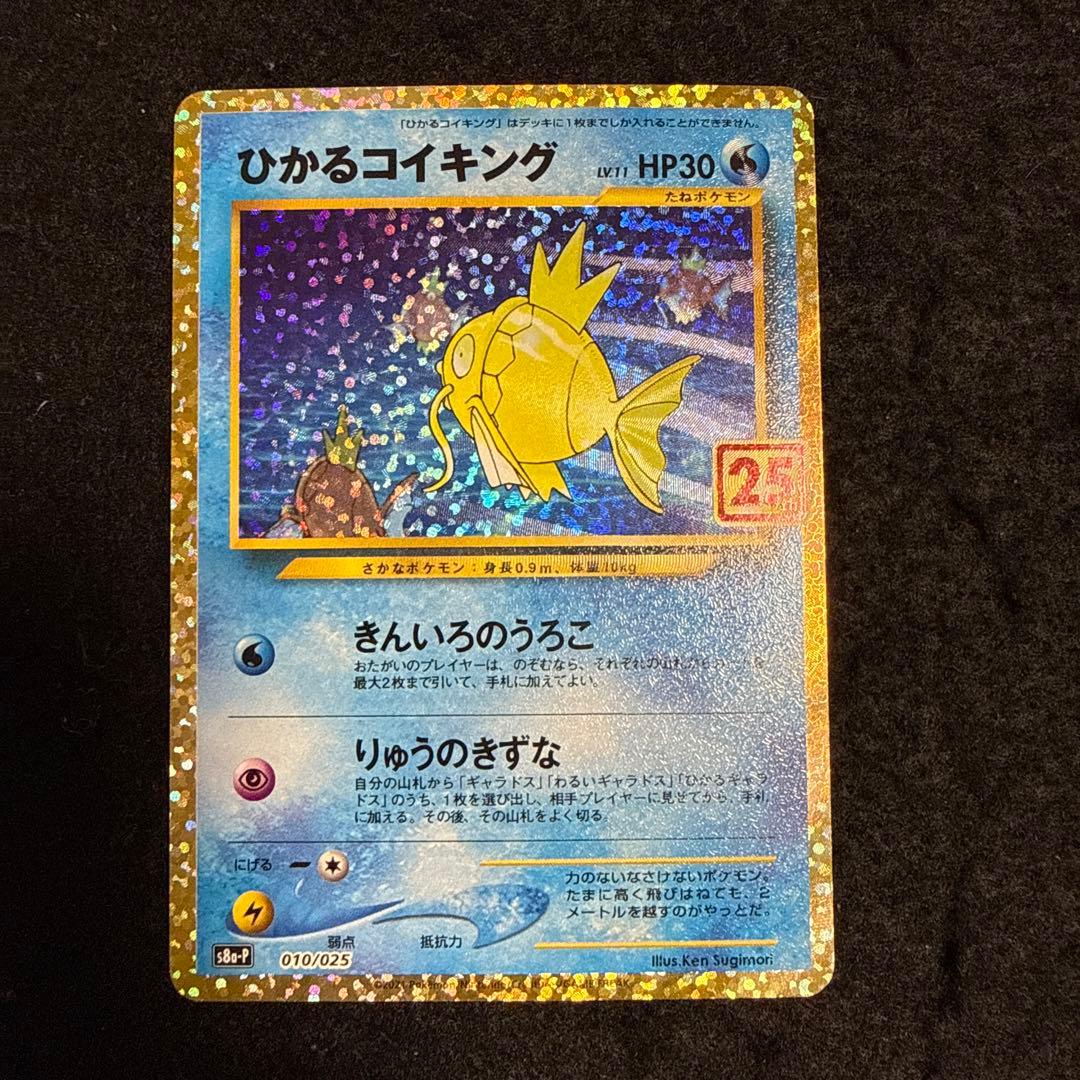 「ひかるコイキング」はデッキに1枚までしか入れることができません。
ひかるコイキング LV.11 HP30
たねポケモン
25
さかなポケモン：身長0.9m、体重10kg
きんいろのうろこ
おたがいのプレイヤーは、のぞむなら、それぞれの山札から
最大2枚まで引いて、手札に加えてよい。
りゅうのきずな
自分の山札から「ギャラドス」「わるいギャラドス」「ひかるギャラ
ドス」のうち、1枚を選び出し、相手プレイヤーに見せてから、手札
に加える。その後、その山札をよく切る。
にげる
力のないなさけないポケモン。
たまに高く飛びはねても、2
メートルを越すのがやっとだ。
弱点 抵抗力
s8a-P 010/025
Illus.Ken Sugimori
©2021 Pokémon